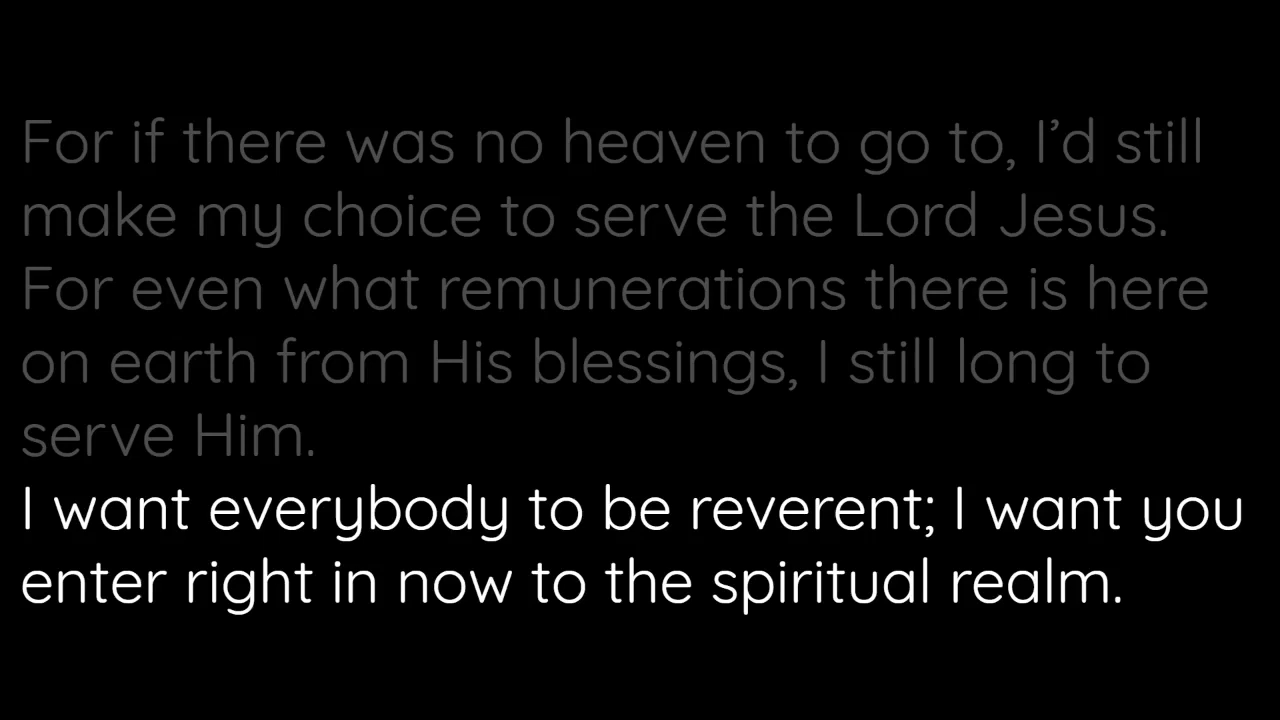 For if there was no heaven to go to, I’d still
make my choice to serve the Lord Jesus.
For even what remunerations there is here
on earth from His blessings, I still long to
serve Him.
I want everybody to be reverent; I want you
enter right in now to the spiritual realm.